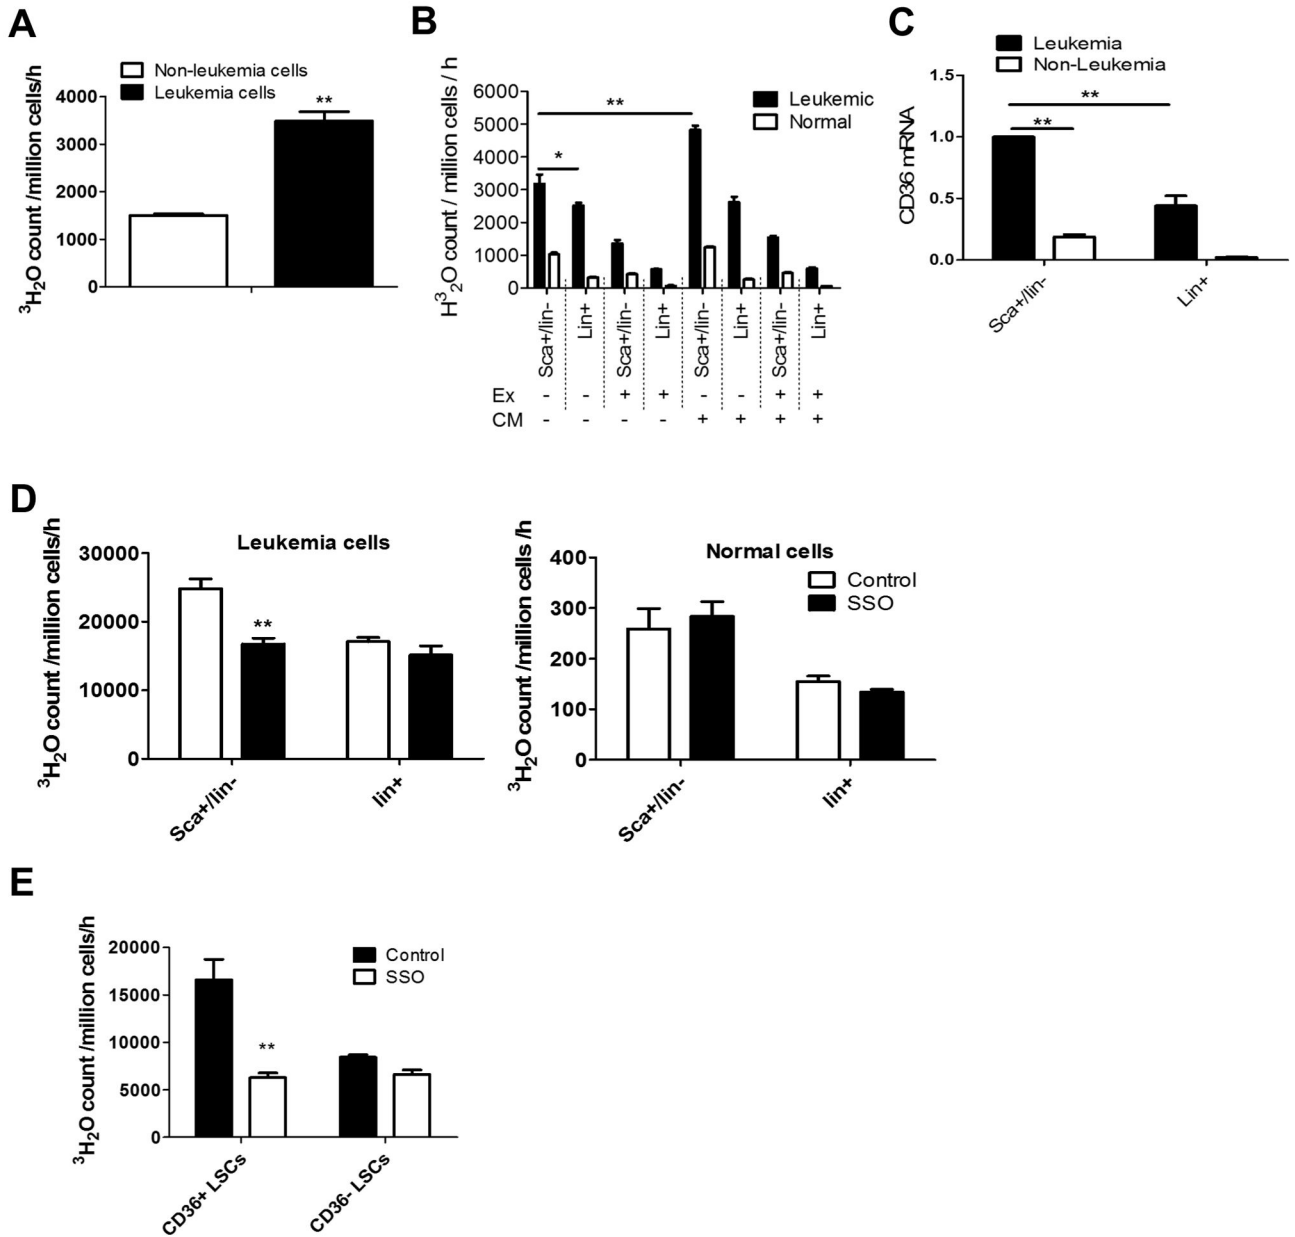 A
³H₂O count /million cells/h
Non-leukemia cells
Leukemia cells
**
4000
3000
2000
1000
0
B
H³₂O count / million cells / h
Leukemic
Normal
**
*
6000
5000
4000
3000
2000
1000
0
Sca+/lin- Lin+ Sca+/lin- Lin+ Sca+/lin- Lin+ Sca+/lin- Lin+
Ex - - + + - - + +
CM - - - - + + + +
C
Leukemia
Non-Leukemia
CD36 mRNA
**
**
1.5
1.0
0.5
0.0
Sca+/lin- Lin+
D
³H₂O count /million cells/h
Leukemia cells
**
30000
20000
10000
0
Sca+/lin- lin+
³H₂O count /million cells /h
Normal cells
Control
SSO
400
300
200
100
0
Sca+/lin- lin+
E
³H₂O count /million cells/h
Control
SSO
**
20000
15000
10000
5000
0
CD36+ LSCs CD36- LSCs